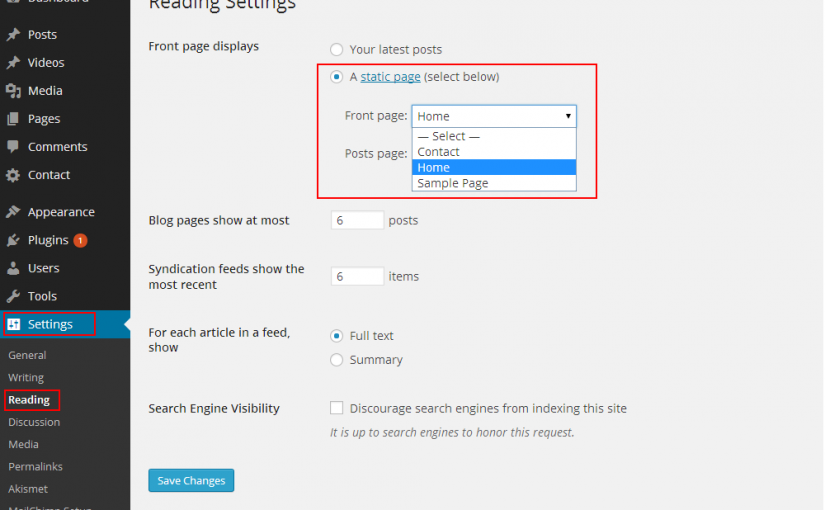 Dashboard
Posts
Videos
Media
Pages
Comments
Contact
Appearance
Plugins 1
Users
Tools
Settings
General
Writing
Reading
Discussion
Media
Permalinks
Akismet
MailChimp Setup
Reading Settings
Front page displays
Your latest posts
A static page (select below)
Front page: Home
— Select —
Contact
Home
Sample Page
Posts page:
Blog pages show at most 6 posts
Syndication feeds show the
most recent
6 items
For each article in a feed,
show
Full text
Summary
Search Engine Visibility
Discourage search engines from indexing this site
It is up to search engines to honor this request.
Save Changes